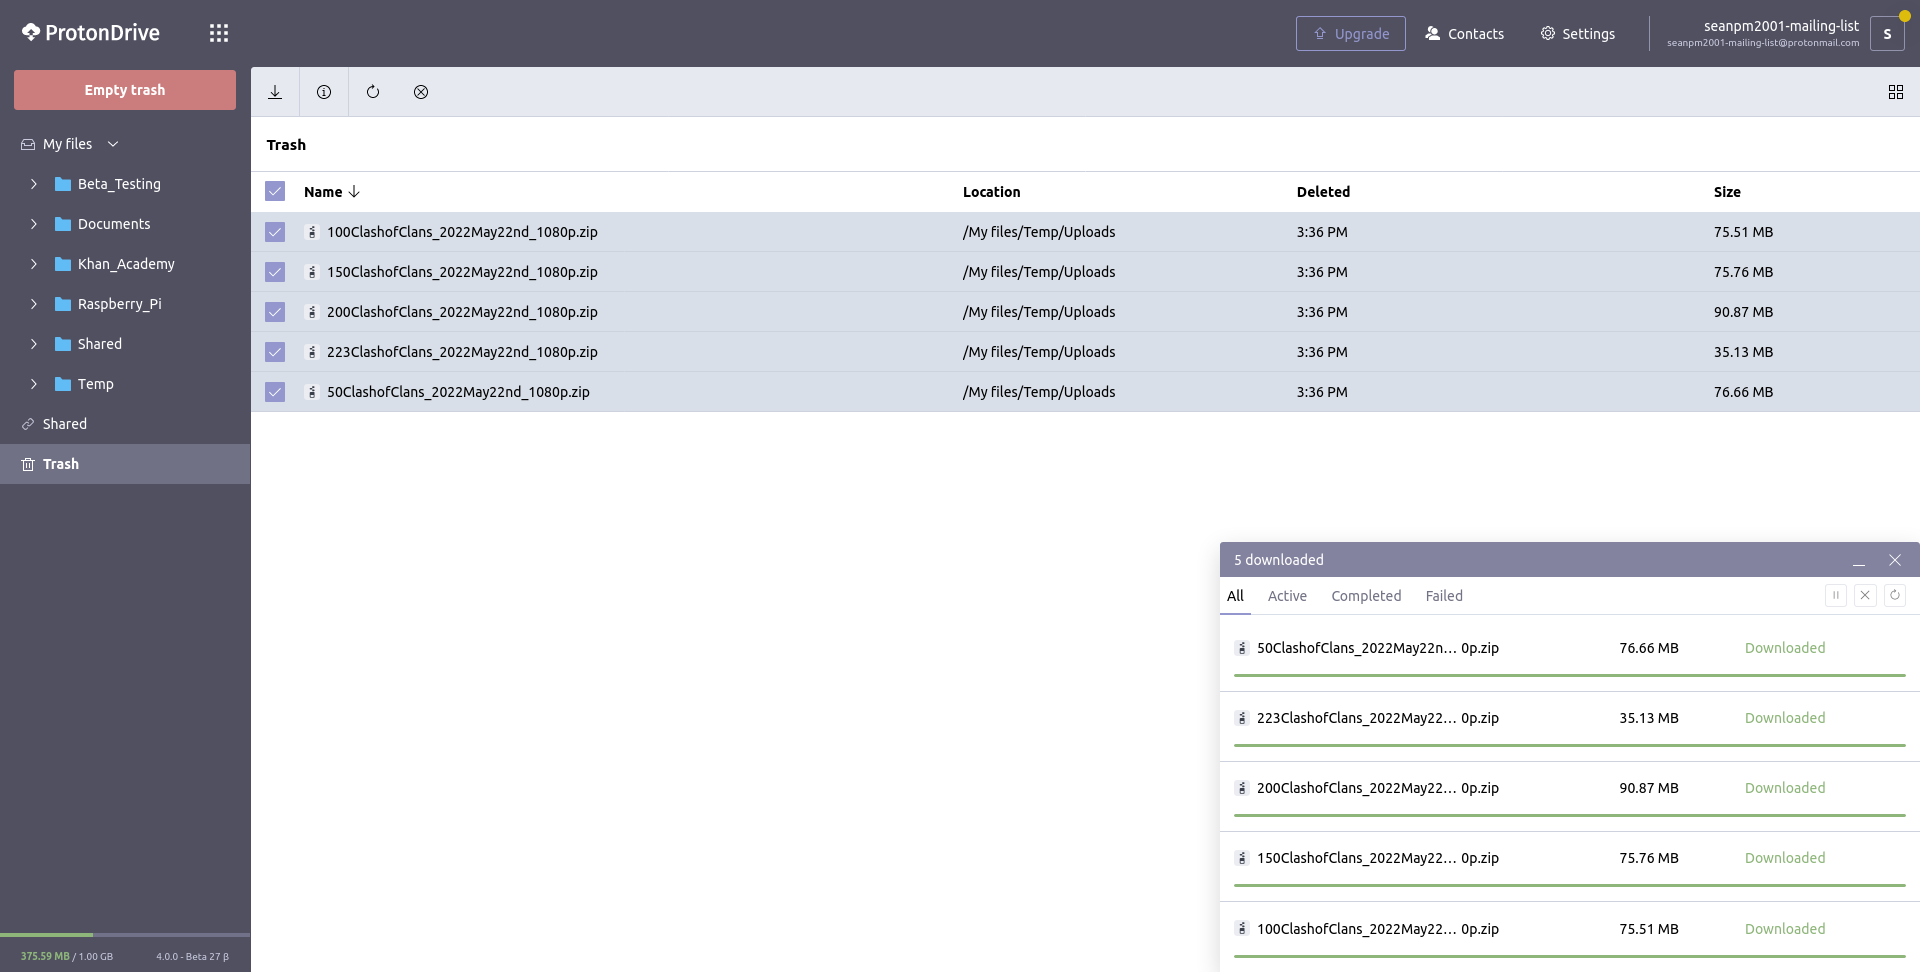 ProtonDrive
Upgrade
Contacts
Settings
seanpm2001-mailing-list
seanpm2001-mailing-list@protonmail.com
S
Empty trash
My files
Beta_Testing
Documents
Khan_Academy
Raspberry_Pi
Shared
Temp
Shared
Trash
375.59 MB / 1.00 GB
4.0.0 - Beta 27 β
Trash
Name Location Deleted Size
100ClashofClans_2022May22nd_1080p.zip /My files/Temp/Uploads 3:36 PM 75.51 MB
150ClashofClans_2022May22nd_1080p.zip /My files/Temp/Uploads 3:36 PM 75.76 MB
200ClashofClans_2022May22nd_1080p.zip /My files/Temp/Uploads 3:36 PM 90.87 MB
223ClashofClans_2022May22nd_1080p.zip /My files/Temp/Uploads 3:36 PM 35.13 MB
50ClashofClans_2022May22nd_1080p.zip /My files/Temp/Uploads 3:36 PM 76.66 MB
5 downloaded
All Active Completed Failed
50ClashofClans_2022May22n... 0p.zip 76.66 MB Downloaded
223ClashofClans_2022May22... 0p.zip 35.13 MB Downloaded
200ClashofClans_2022May22... 0p.zip 90.87 MB Downloaded
150ClashofClans_2022May22... 0p.zip 75.76 MB Downloaded
100ClashofClans_2022May22... 0p.zip 75.51 MB Downloaded